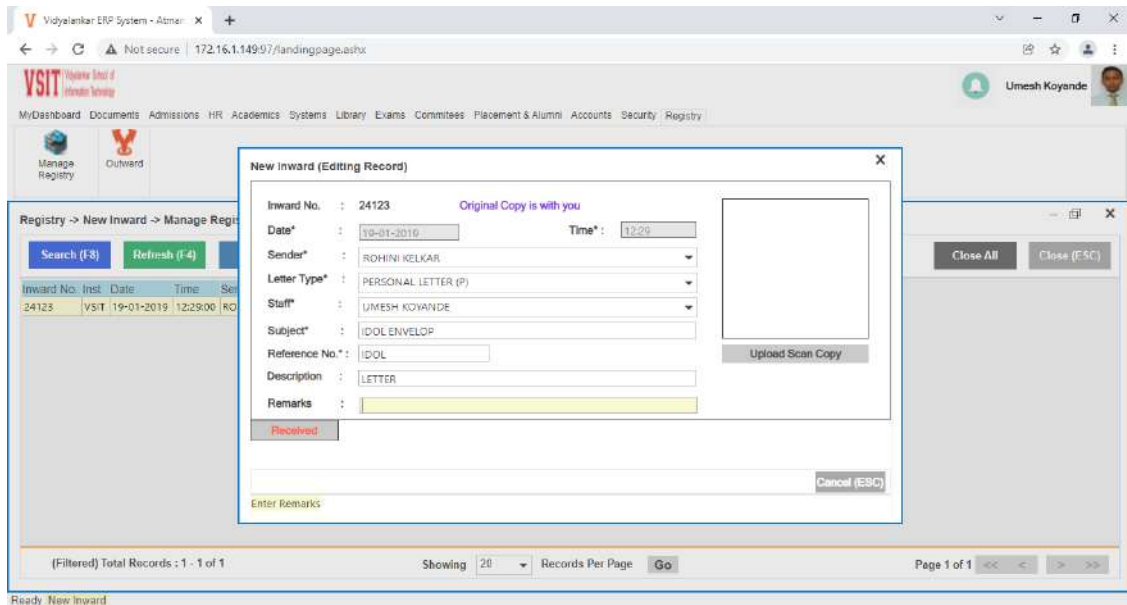 Vidyalankar ERP System - Atmar
Not secure 172.16.1.149:97/landingpage.ashx
VSIT Vidyalankar School of Information Technology
Umesh Koyande
MyDashboard Documents Admissions HR Academics Systems Library Exams Commitees Placement & Alumni Accounts Security Registry
Manage Registry
Outward
Registry -> New Inward -> Manage Regis
Search (F8) Refresh (F4) Close All Close (ESC)
Inward No. Inst Date Time Ser
24123 VSIT 19-01-2019 12:29:00 RO
New Inward (Editing Record) X
Inward No. : 24123 Original Copy is with you
Date* : 19-01-2019 Time* : 12:29
Sender* : ROHINI KELKAR
Letter Type* : PERSONAL LETTER (P)
Staff* : UMESH KOYANDE
Subject* : IDOL ENVELOP
Reference No.* : IDOL
Upload Scan Copy
Description : LETTER
Remarks :
Received
Cancel (ESC)
Enter Remarks
(Filtered) Total Records : 1 - 1 of 1 Showing 20 Records Per Page Go Page 1 of 1 << < > >>
Ready New Inward